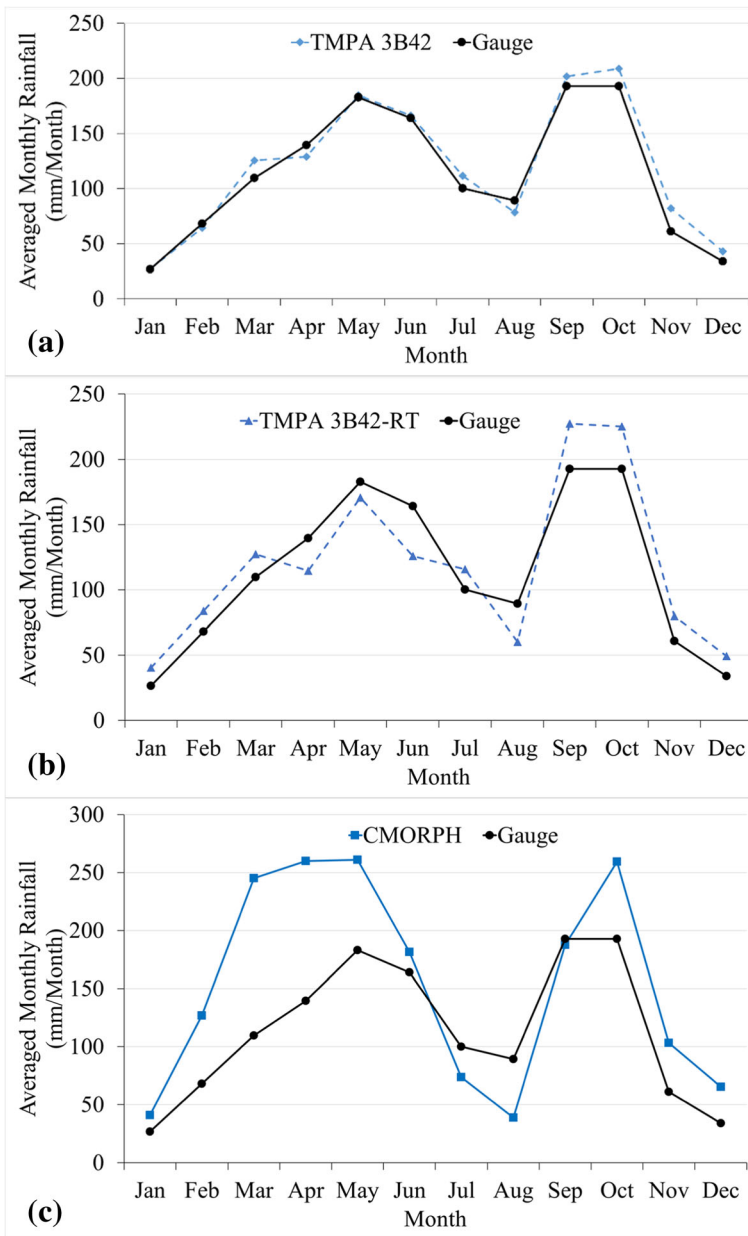 250
200
150
100
50
0
Averaged Monthly Rainfall
(mm/Month)
TMPA 3B42 Gauge
Jan Feb Mar Apr May Jun Jul Aug Sep Oct Nov Dec
Month
(a)
250
200
150
100
50
0
Averaged Monthly Rainfall
(mm/Month)
TMPA 3B42-RT Gauge
Jan Feb Mar Apr May Jun Jul Aug Sep Oct Nov Dec
Month
(b)
300
250
200
150
100
50
0
Averaged Monthly Rainfall
(mm/Month)
CMORPH Gauge
Jan Feb Mar Apr May Jun Jul Aug Sep Oct Nov Dec
Month
(c)